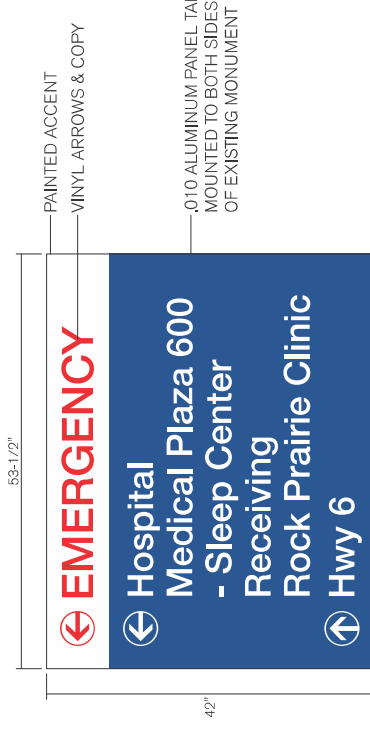 53-1/2"
PAINTED ACCENT
VINYL ARROWS & COPY
EMERGENCY
Hospital
Medical Plaza 600
- Sleep Center
Receiving
Rock Prairie Clinic
Hwy 6
.010 ALUMINUM PANEL
MOUNTED TO BOTH SIDES
OF EXISTING MONUMENT
42"